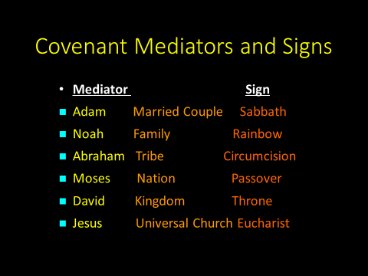 Covenant Mediators and Signs
• Mediator Sign
■ Adam Married Couple Sabbath
■ Noah Family Rainbow
■ Abraham Tribe Circumcision
■ Moses Nation Passover
■ David Kingdom Throne
■ Jesus Universal Church Eucharist